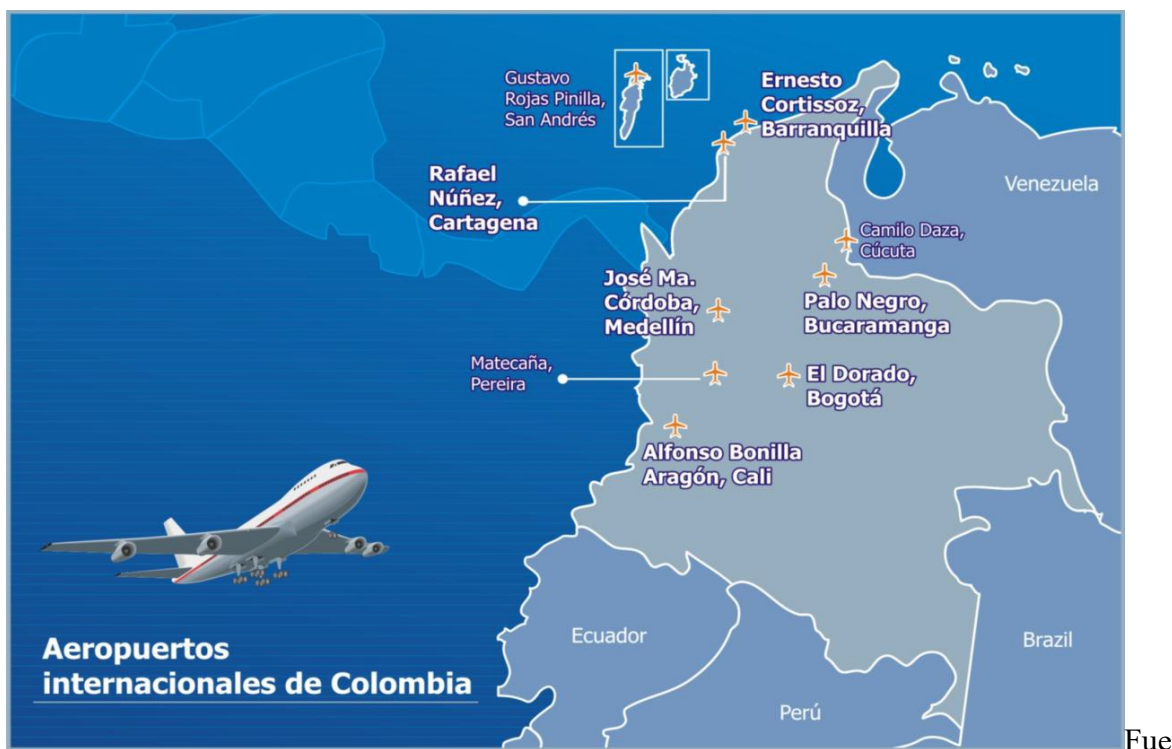 Gustavo
Rojas Pinilla,
San Andrés
Ernesto
Cortissoz,
Barranquilla
Rafael
Núñez,
Cartagena
Venezuela
Camilo Daza,
Cúcuta
José Ma.
Córdoba,
Medellín
Palo Negro,
Bucaramanga
Matecaña,
Pereira
El Dorado,
Bogotá
Alfonso Bonilla
Aragón, Cali
Ecuador
Brazil
Perú
Aeropuertos
internacionales de Colombia
Fue